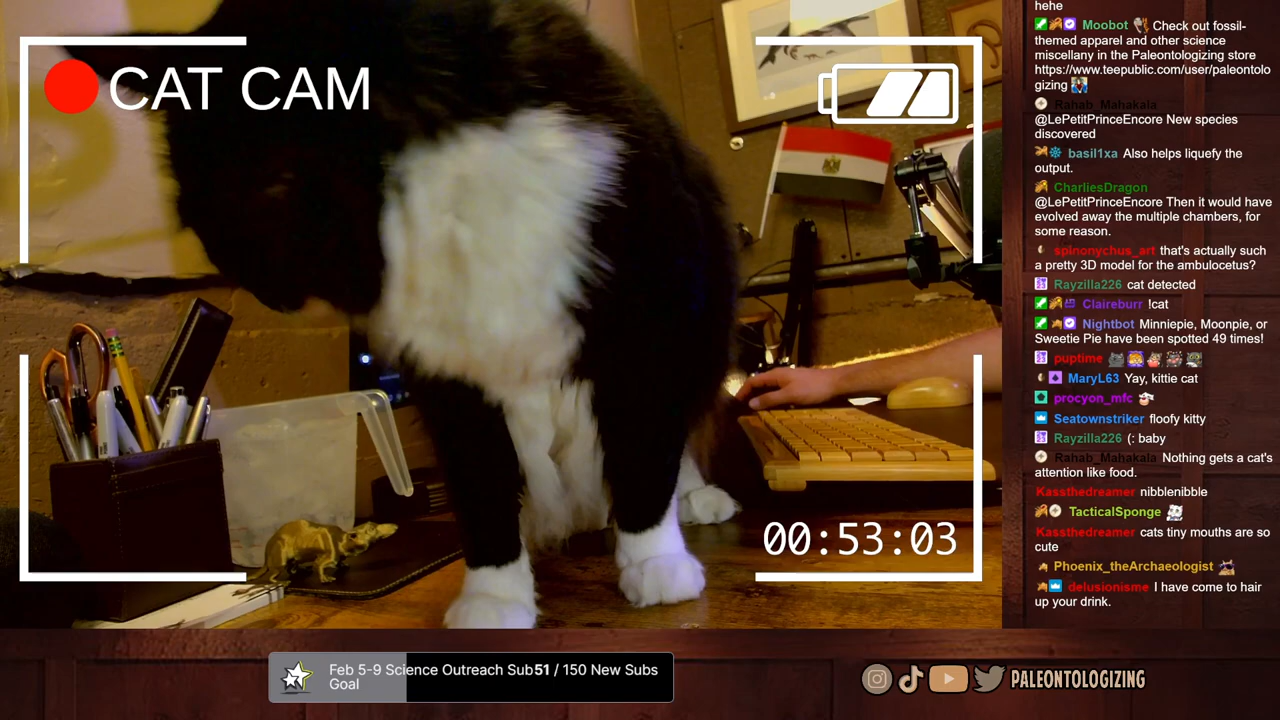 CAT CAM
00:53:03
hehe
Moobot Check out fossil-
themed apparel and other science
miscellany in the Paleontologizing store
https://www.teepublic.com/user/paleontolo
gizing
Rahab_Mahakala
@LePetitPrinceEncore New species
discovered
basil1xa Also helps liquefy the
output.
CharliesDragon
@LePetitPrinceEncore Then it would have
evolved away the multiple chambers, for
some reason.
spinonychus_art that's actually such
a pretty 3D model for the ambulocetus?
Rayzilla226 cat detected
Claireburr !cat
Nightbot Minniepie, Moonpie, or
Sweetie Pie have been spotted 49 times!
puptime
MaryL63 Yay, kittie cat
procyon_mfc
Seatownstriker floofy kitty
Rayzilla226 (: baby
Rahab_Mahakala Nothing gets a cat's
attention like food.
Kassthedreamer nibblenibble
TacticalSponge
Kassthedreamer cats tiny mouths are so
cute
Phoenix_theArchaeologist
delusionisme I have come to hair
up your drink.
Feb 5-9 Science Outreach Sub51 / 150 New Subs
Goal
PALEONTOLOGIZING